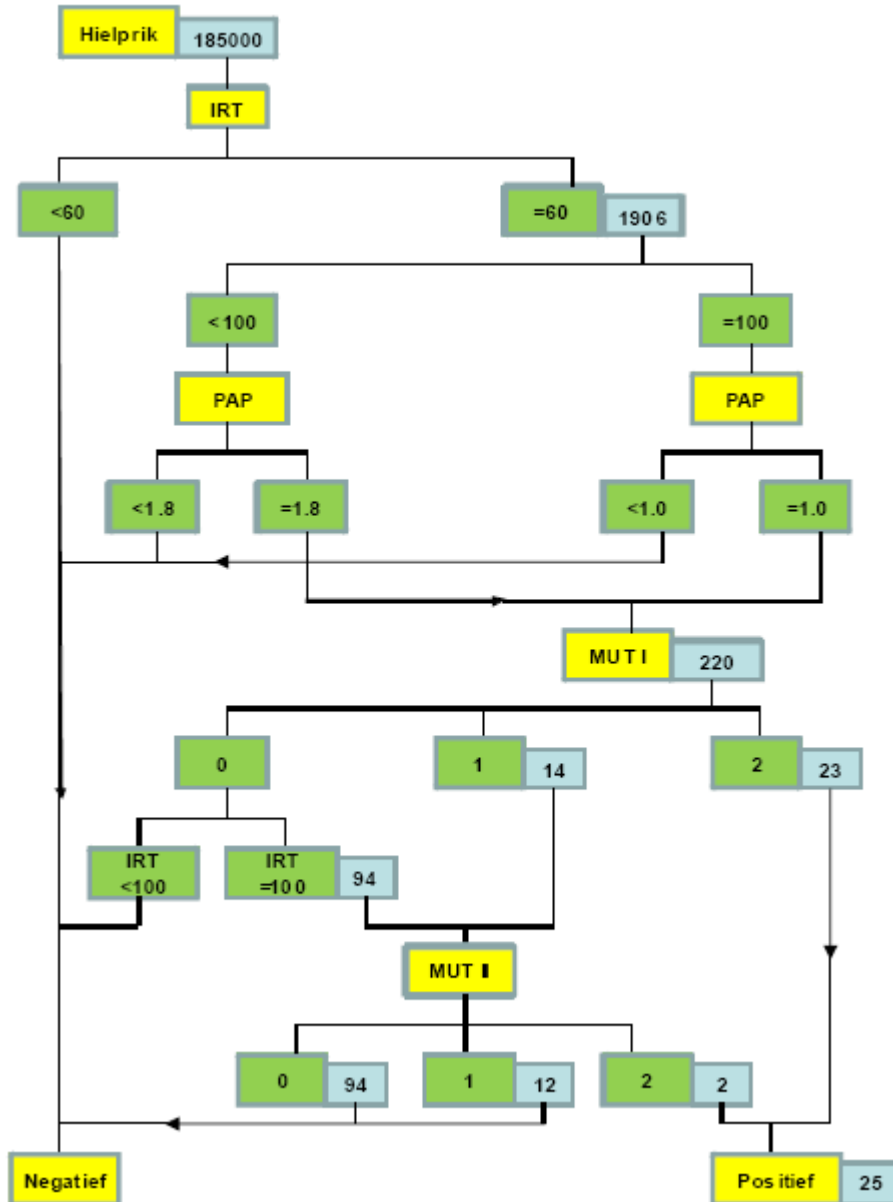 Hielprik 185000
IRT
<60 =60 1906
<100 =100
PAP PAP
<1.8 =1.8 <1.0 =1.0
MUT I 220
0 1 14 2 23
IRT <100 IRT =100 94
MUT II
0 94 1 12 2 2
Negatief Positief 25